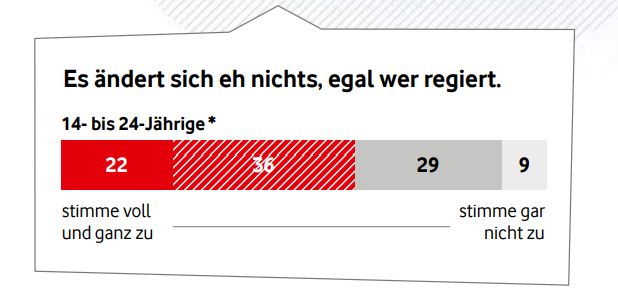 Es ändert sich eh nichts, egal wer regiert.
14- bis 24-Jährige*
22 36 29 9
stimme voll stimme gar
und ganz zu nicht zu